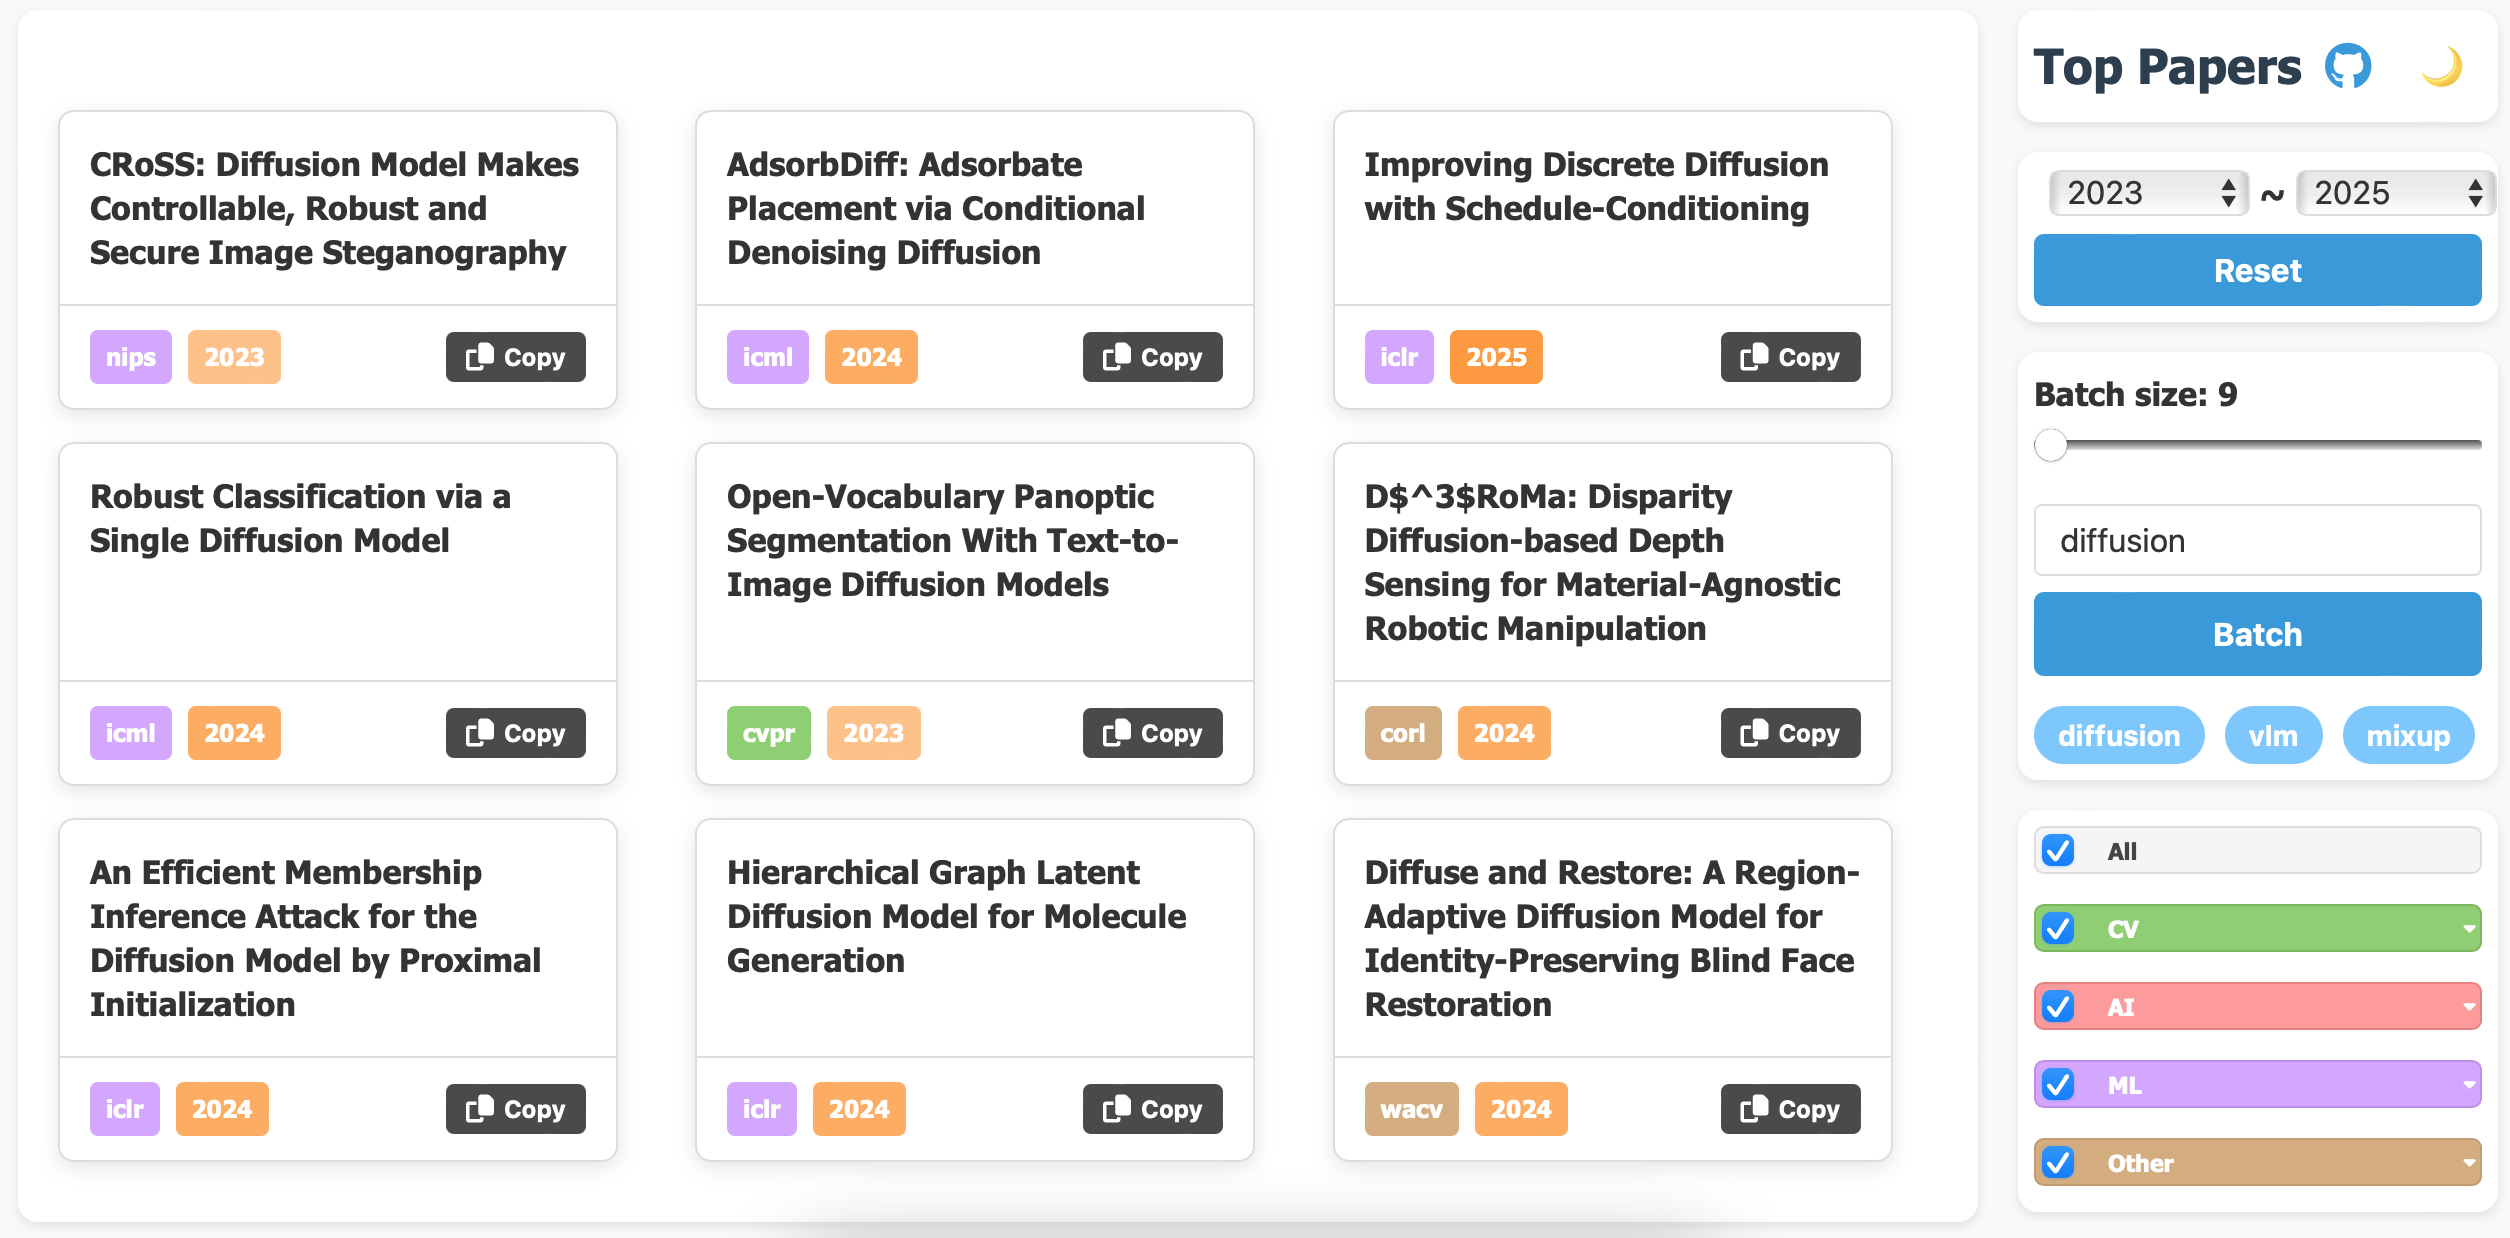 CRoSS: Diffusion Model Makes
Controllable, Robust and
Secure Image Steganography
nips
2023
Copy
AdsorbDiff: Adsorbate
Placement via Conditional
Denoising Diffusion
icml
2024
Copy
Improving Discrete Diffusion
with Schedule-Conditioning
iclr
2025
Copy
Robust Classification via a
Single Diffusion Model
icml
2024
Copy
Open-Vocabulary Panoptic
Segmentation With Text-to-
Image Diffusion Models
cvpr
2023
Copy
D$^3$RoMa: Disparity
Diffusion-based Depth
Sensing for Material-Agnostic
Robotic Manipulation
corl
2024
Copy
An Efficient Membership
Inference Attack for the
Diffusion Model by Proximal
Initialization
iclr
2024
Copy
Hierarchical Graph Latent
Diffusion Model for Molecule
Generation
iclr
2024
Copy
Diffuse and Restore: A Region-
Adaptive Diffusion Model for
Identity-Preserving Blind Face
Restoration
wacv
2024
Copy
Top Papers
2023 ~ 2025
Reset
Batch size: 9
diffusion
Batch
diffusion
vlm
mixup
All
CV
AI
ML
Other